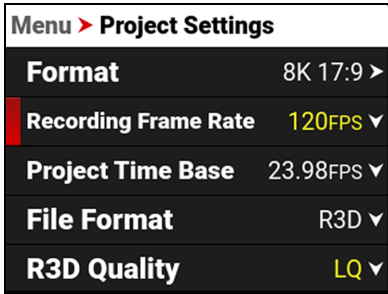 Menu > Project Settings
Format 8K 17:9 >
Recording Frame Rate 120FPS
Project Time Base 23.98FPS
File Format R3D
R3D Quality LQ